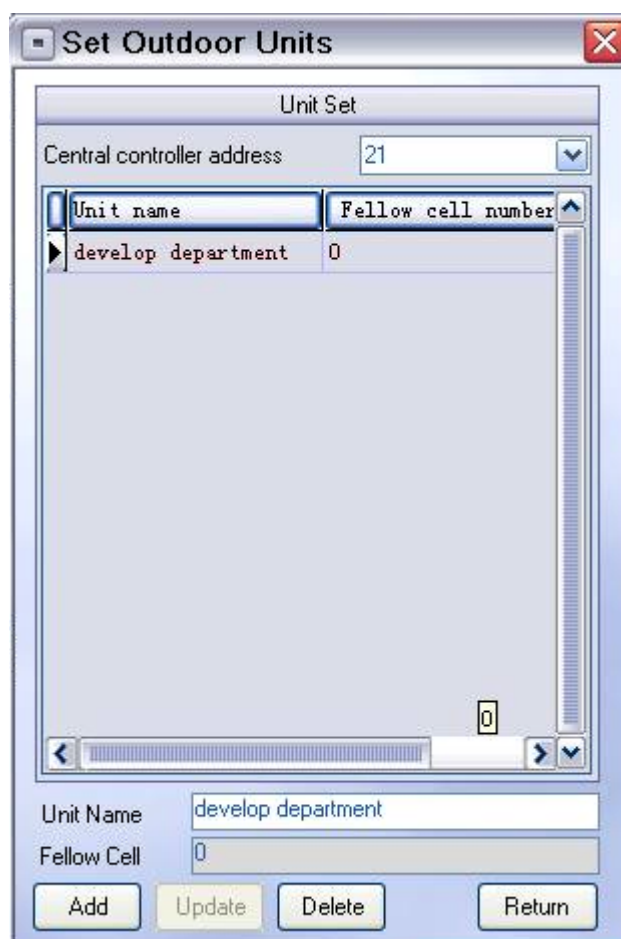 Set Outdoor Units
Unit Set
Central controller address 21
Unit name Fellow cell number
develop department 0
0
Unit Name develop department
Fellow Cell 0
Add Update Delete Return